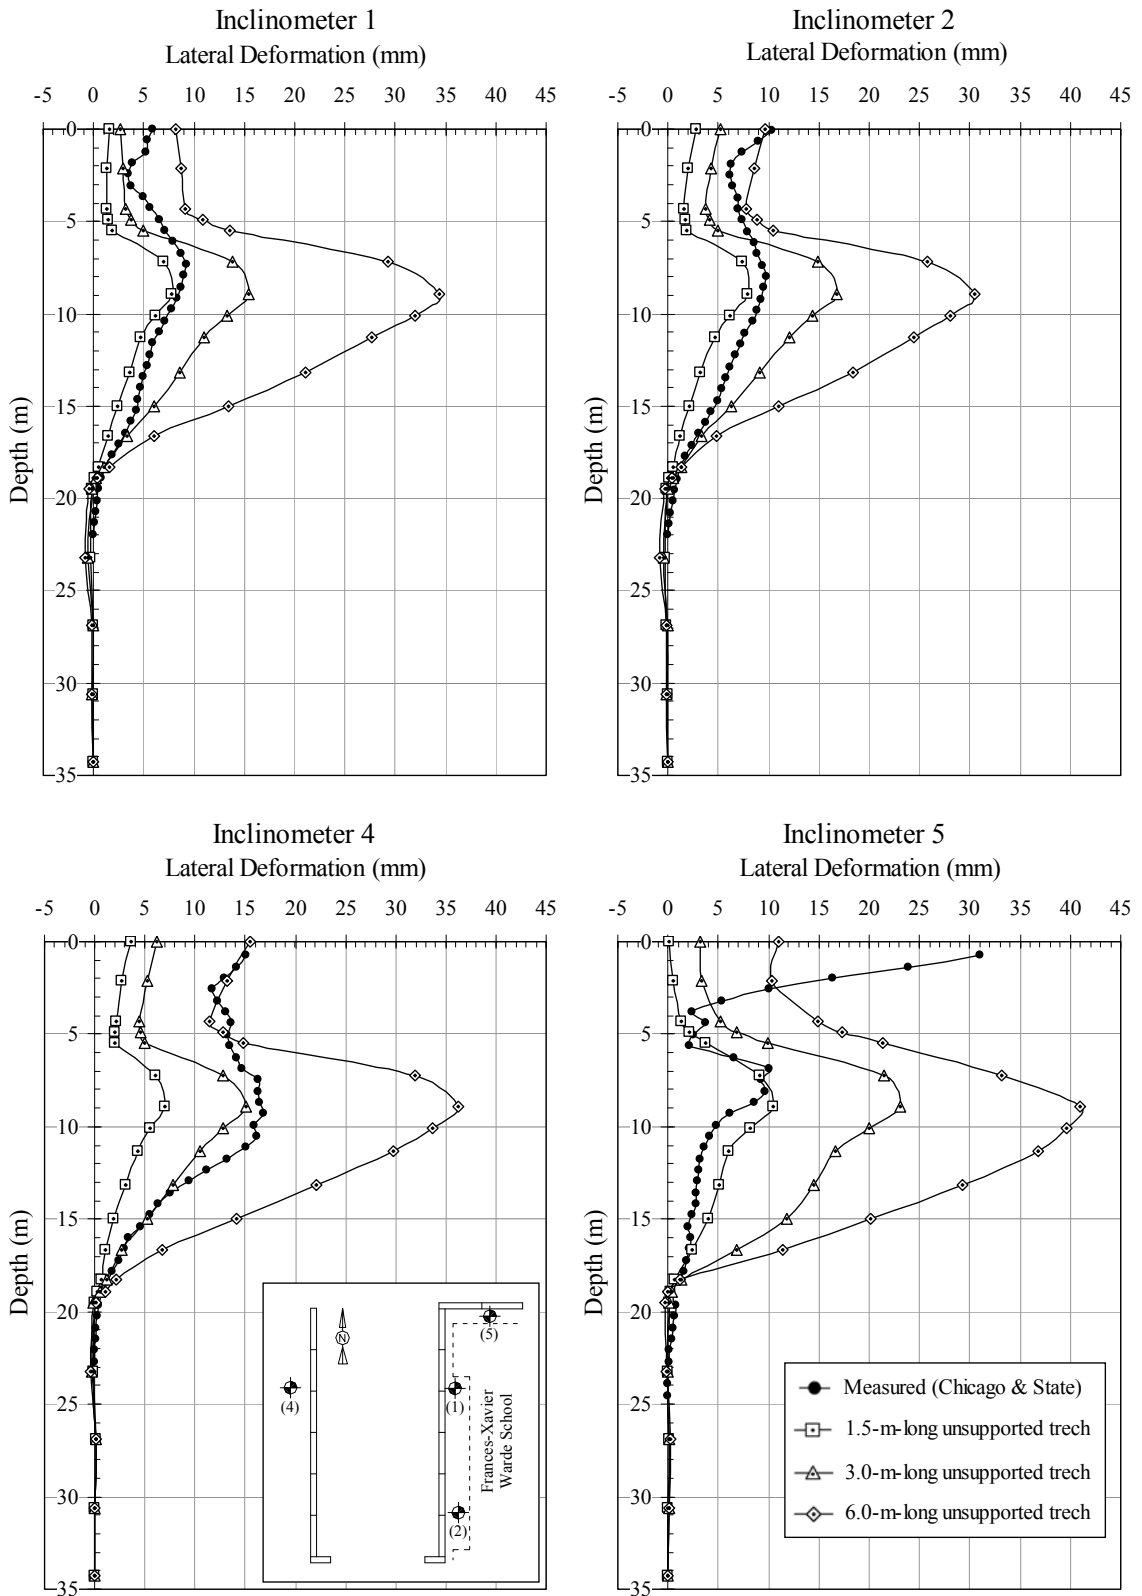 Inclinometer 1
Lateral Deformation (mm)
-5 0 5 10 15 20 25 30 35 40 45
Depth (m)
0
5
10
15
20
25
30
35
Inclinometer 2
Lateral Deformation (mm)
-5 0 5 10 15 20 25 30 35 40 45
Depth (m)
0
5
10
15
20
25
30
35
Inclinometer 4
Lateral Deformation (mm)
-5 0 5 10 15 20 25 30 35 40 45
Depth (m)
0
5
10
15
20
25
30
35
N
(5)
(4)
(1)
(2)
Frances-Xavier
Warde School
Inclinometer 5
Lateral Deformation (mm)
-5 0 5 10 15 20 25 30 35 40 45
Depth (m)
0
5
10
15
20
25
30
35
Measured (Chicago & State)
1.5-m-long unsupported trech
3.0-m-long unsupported trech
6.0-m-long unsupported trech